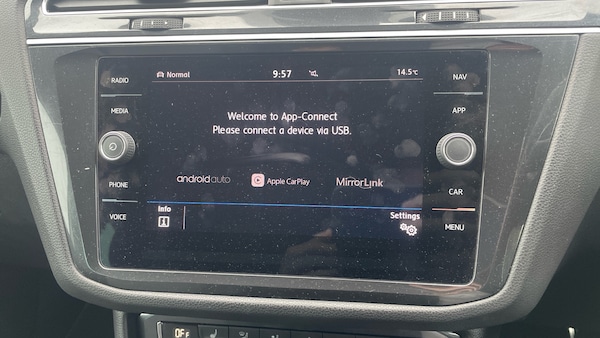 RADIO
Normal
9:57
14.5°C
NAV
MEDIA
Welcome to App-Connect
Please connect a device via USB.
APP
androidauto
Apple CarPlay
MirrorLink
PHONE
CAR
Info
Settings
VOICE
MENU
OFF